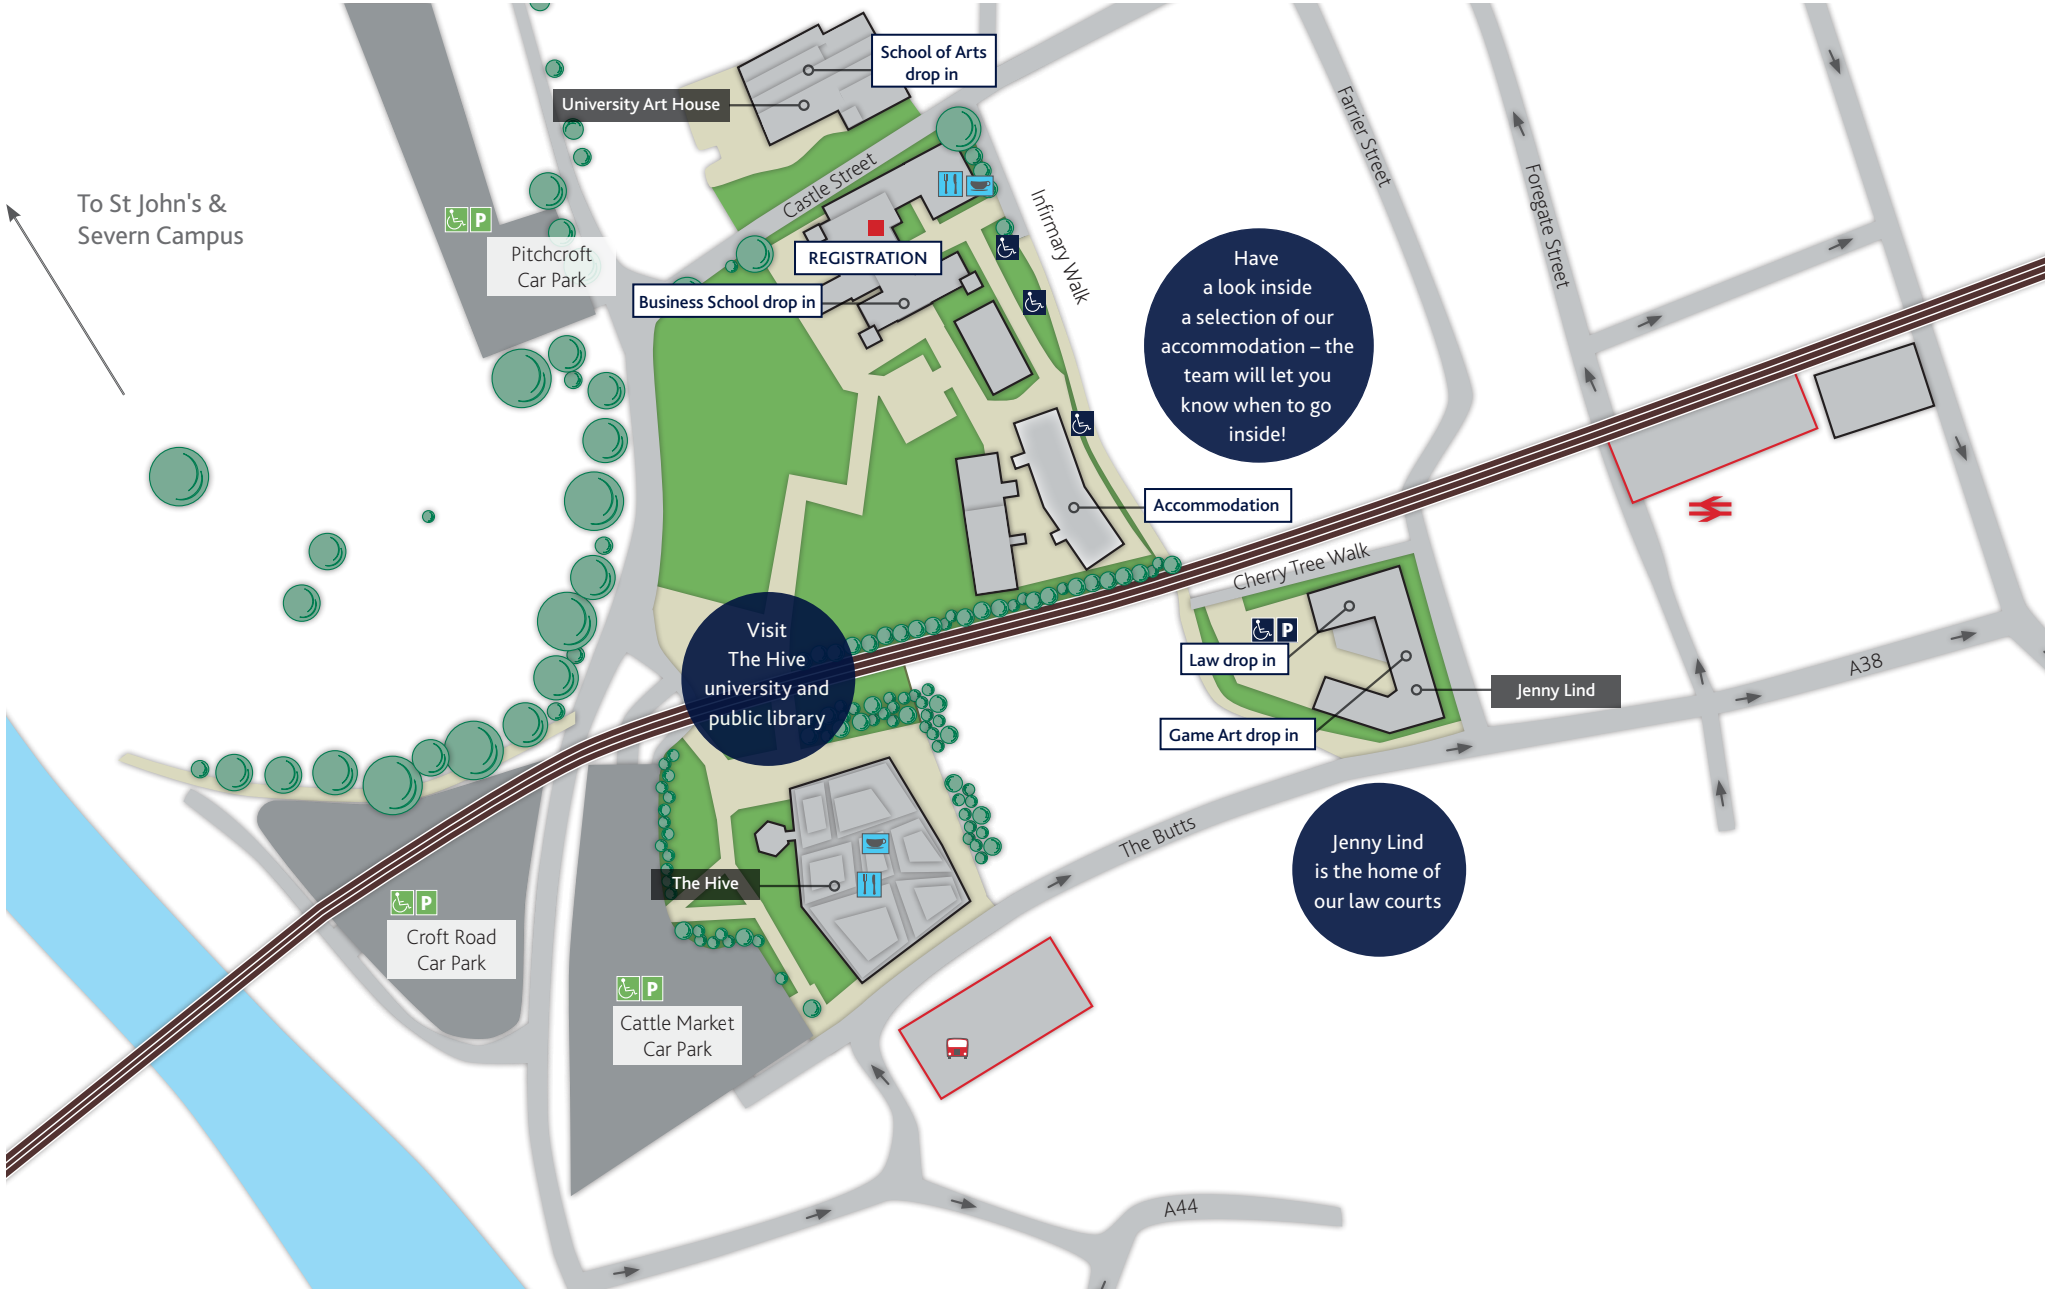 School of Arts
drop in
University Art House
To St John's &
Severn Campus
Pitchcroft
Car Park
P
Castle Street
REGISTRATION
Business School drop in
Infirmary Walk
Farrier Street
Foregate Street
Have
a look inside
a selection of our
accommodation – the
team will let you
know when to go
inside!
Accommodation
Cherry Tree Walk
P
Law drop in
Game Art drop in
Jenny Lind
A38
Visit
The Hive
university and
public library
The Butts
The Hive
Jenny Lind
is the home of
our law courts
P
Croft Road
Car Park
P
Cattle Market
Car Park
A44